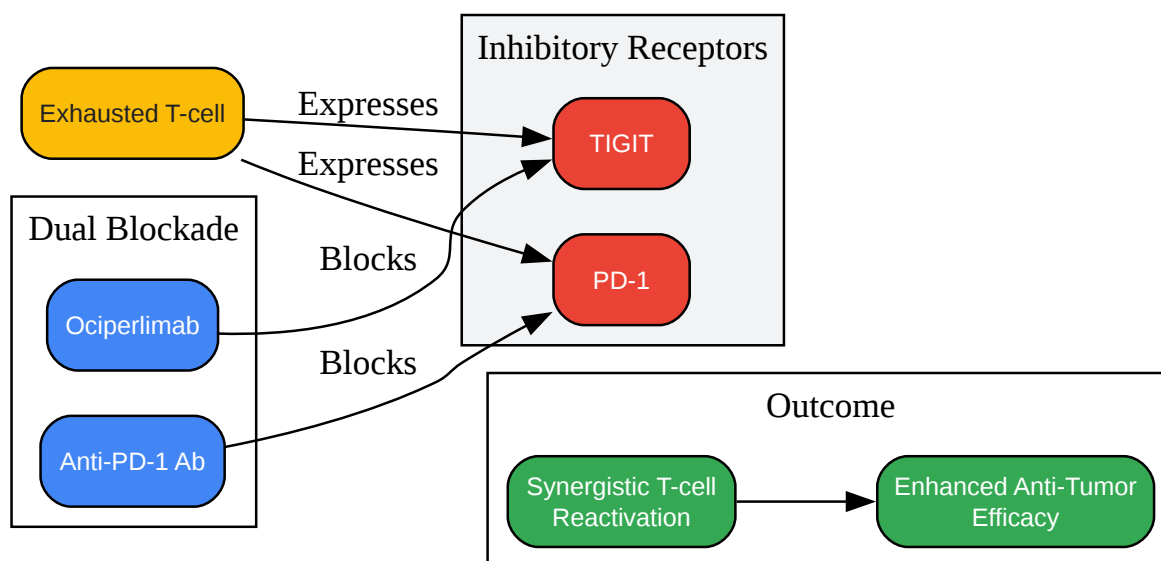 Inhibitory Receptors
Exhausted T-cell
Expresses
TIGIT
Expresses
Dual Blockade
Blocks
PD-1
Ociperlimab
Blocks
Outcome
Anti-PD-1 Ab
Synergistic T-cell
Reactivation
Enhanced Anti-Tumor
Efficacy